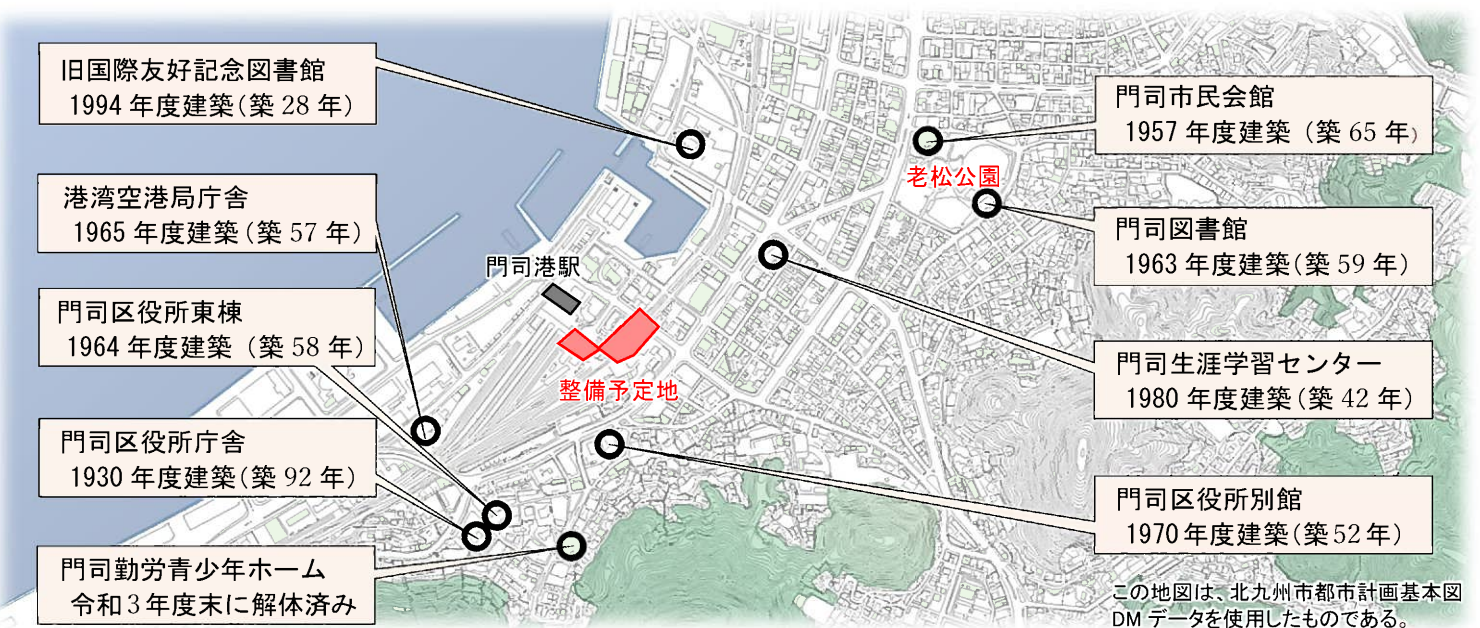 旧国際友好記念図書館
1994 年度建築(築 28 年)
港湾空港局庁舎
1965 年度建築(築 57 年)
門司区役所東棟
1964 年度建築 (築 58 年)
門司区役所庁舎
1930 年度建築(築 92 年)
門司勤労青少年ホーム
令和3年度末に解体済み
門司港駅
整備予定地
老松公園
門司市民会館
1957 年度建築 (築 65 年)
門司図書館
1963 年度建築(築 59 年)
門司生涯学習センター
1980 年度建築(築 42 年)
門司区役所別館
1970 年度建築(築 52 年)
この地図は、北九州市都市計画基本図
DM データを使用したものである。